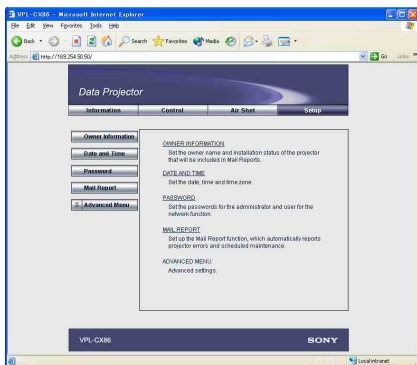 VPL-CX86 - Microsoft Internet Explorer
File Edit View Favorites Tools Help
Back Search Favorites Media
Address http://169.254.50.50/ Go Links
Data Projector
Information Control Air Shot Setup
Owner Information
Date and Time
Password
Mail Report
Advanced Menu
OWNER INFORMATION
Set the owner name and installation status of the projector
that will be included in Mail Reports.
DATE AND TIME
Set the date, time and time zone.
PASSWORD
Set the passwords for the administrator and user for the
network function.
MAIL REPORT
Set up the Mail Report function, which automatically reports
projector errors and scheduled maintenance.
ADVANCED MENU
Advanced settings.
VPL-CX86 SONY
Local intranet